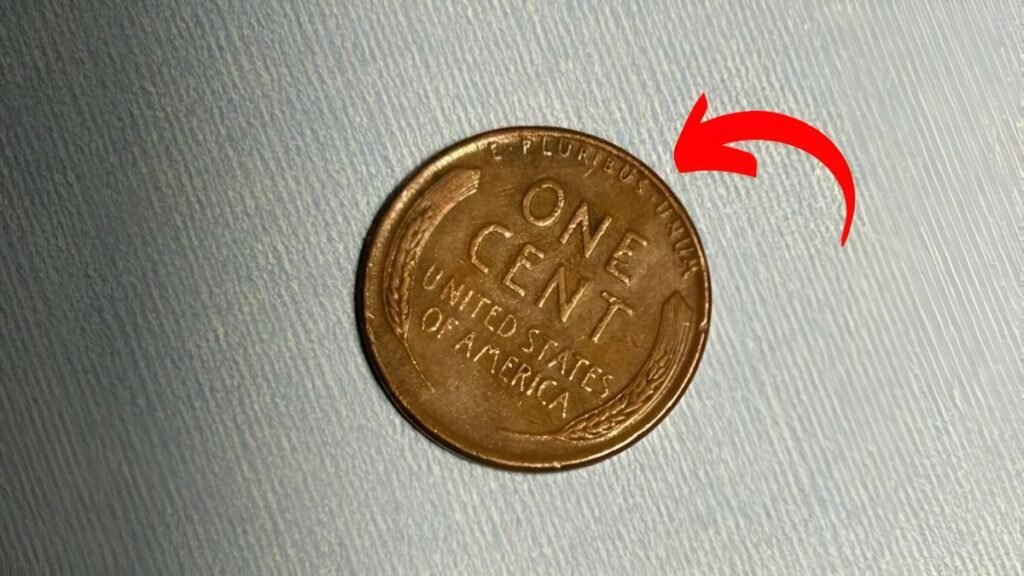 E · PLURIBUS · UNUM
ONE
CENT
UNITED STATES
OF AMERICA